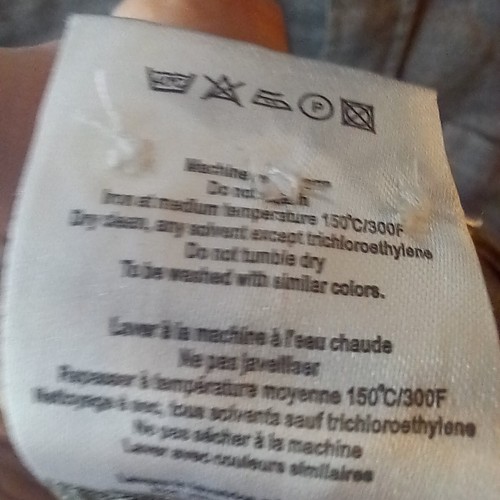 P
Machine
Do not
Iron at medium temperature 150°C/300F
Dry clean, any solvent except trichloroethylene
Do not tumble dry
To be washed with similar colors.
Laver à la machine à l'eau chaude
Ne pas javelliser
Repasser à température moyenne 150°C/300F
Nettoyage à sec, tous solvants sauf trichloroethylene
Ne pas sécher à la machine
Laver avec couleurs similaires